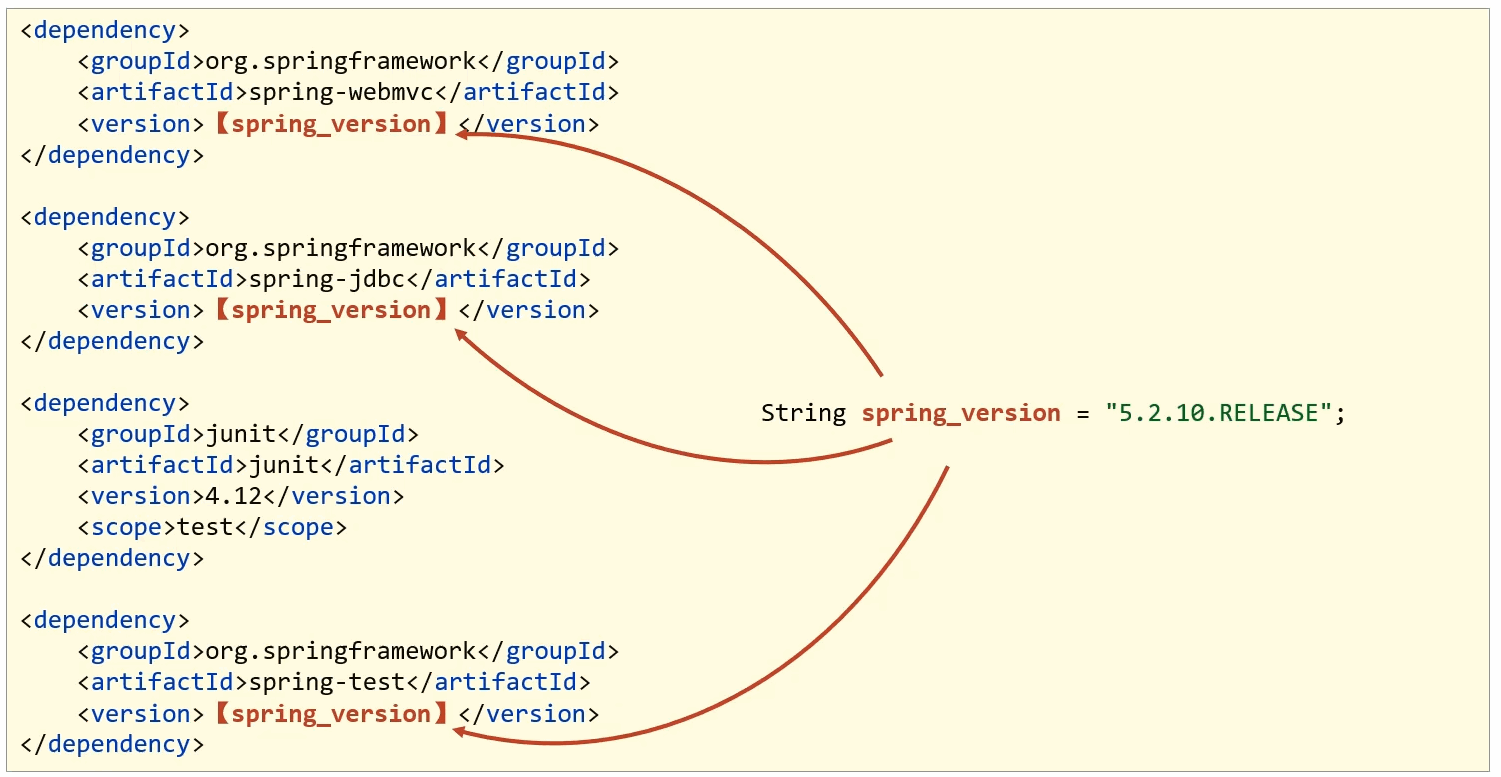 <dependency>
    <groupId>org.springframework</groupId>
    <artifactId>spring-webmvc</artifactId>
    <version>【spring_version】</version>
</dependency>
<dependency>
    <groupId>org.springframework</groupId>
    <artifactId>spring-jdbc</artifactId>
    <version>【spring_version】</version>
</dependency>
<dependency>
    <groupId>junit</groupId>
    <artifactId>junit</artifactId>
    <version>4.12</version>
    <scope>test</scope>
</dependency>
<dependency>
    <groupId>org.springframework</groupId>
    <artifactId>spring-test</artifactId>
    <version>【spring_version】</version>
</dependency>
String spring_version = "5.2.10.RELEASE";